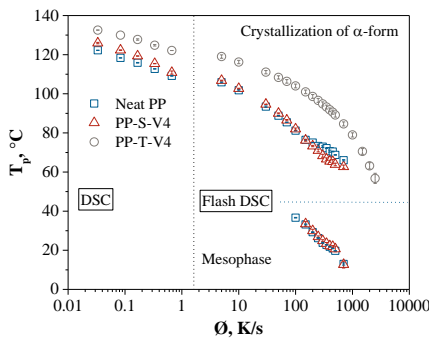 Crystallization of α-form
140
120
100
80
60
40
20
0
Tp, °C
Neat PP
PP-S-V4
PP-T-V4
DSC
Flash DSC
Mesophase
0.01 0.1 1 10 100 1000 10000
Ø, K/s